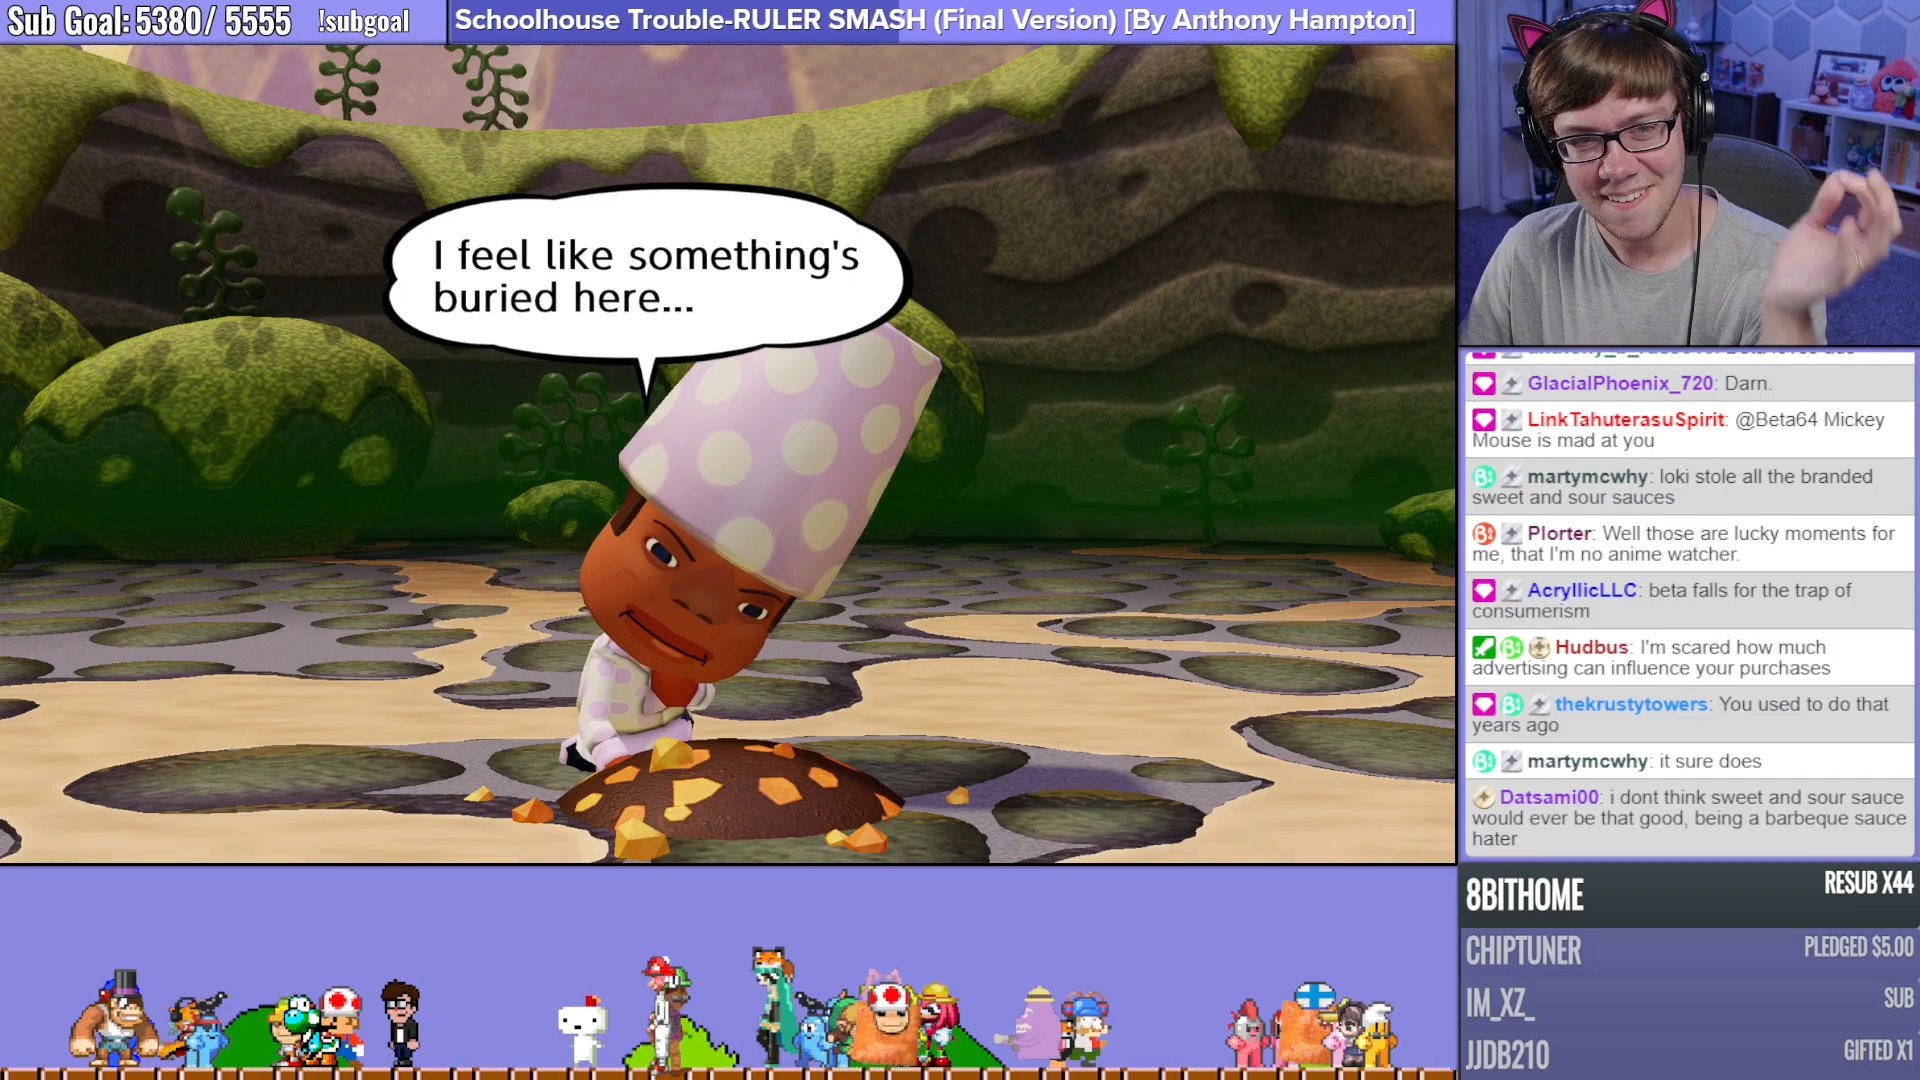 Sub Goal: 5380/ 5555
!subgoal
Schoolhouse Trouble-RULER SMASH (Final Version) [By Anthony Hampton]
I feel like something's
buried here...
GlacialPhoenix_720: Darn.
LinkTahuterasuSpirit: @Beta64 Mickey
Mouse is mad at you
martymcwhy: loki stole all the branded
sweet and sour sauces
Plorter: Well those are lucky moments for
me, that I'm no anime watcher.
AcryllicLLC: beta falls for the trap of
consumerism
Hudbus: I'm scared how much
advertising can influence your purchases
thekrustytowers: You used to do that
years ago
martymcwhy: it sure does
Datsami00: i dont think sweet and sour sauce
would ever be that good, being a barbeque sauce
hater
8BITHOME RESUB X44
CHIPTUNER PLEDGED $5.00
IM_XZ_ SUB
JJDB210 GIFTED X1